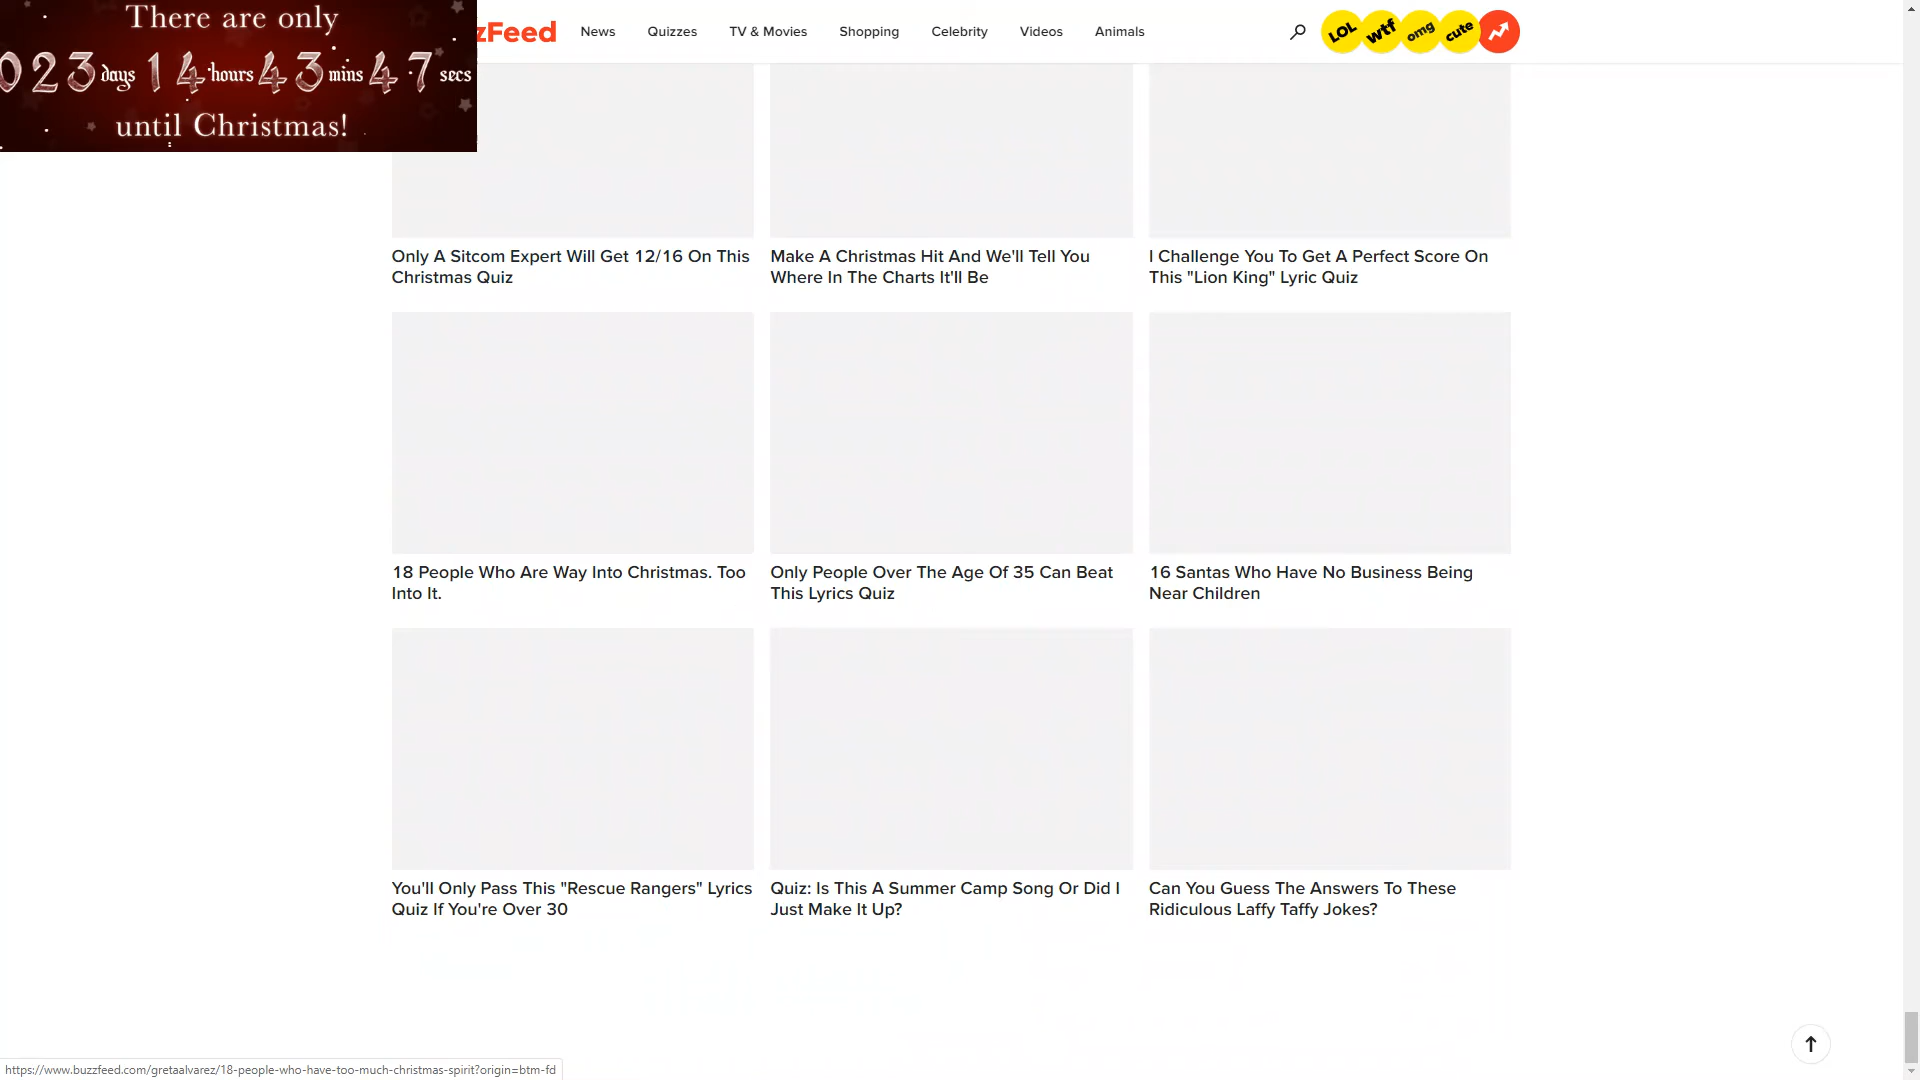 There are only
023 days 14 hours 43 mins 47 secs
until Christmas!
zFeed
News
Quizzes
TV & Movies
Shopping
Celebrity
Videos
Animals
LOL
wtf
omg
cute
Only A Sitcom Expert Will Get 12/16 On This
Christmas Quiz
Make A Christmas Hit And We'll Tell You
Where In The Charts It'll Be
I Challenge You To Get A Perfect Score On
This "Lion King" Lyric Quiz
18 People Who Are Way Into Christmas. Too
Into It.
Only People Over The Age Of 35 Can Beat
This Lyrics Quiz
16 Santas Who Have No Business Being
Near Children
You'll Only Pass This "Rescue Rangers" Lyrics
Quiz If You're Over 30
Quiz: Is This A Summer Camp Song Or Did I
Just Make It Up?
Can You Guess The Answers To These
Ridiculous Laffy Taffy Jokes?
https://www.buzzfeed.com/gretaalvarez/18-people-who-have-too-much-christmas-spirit?origin=btm-fd